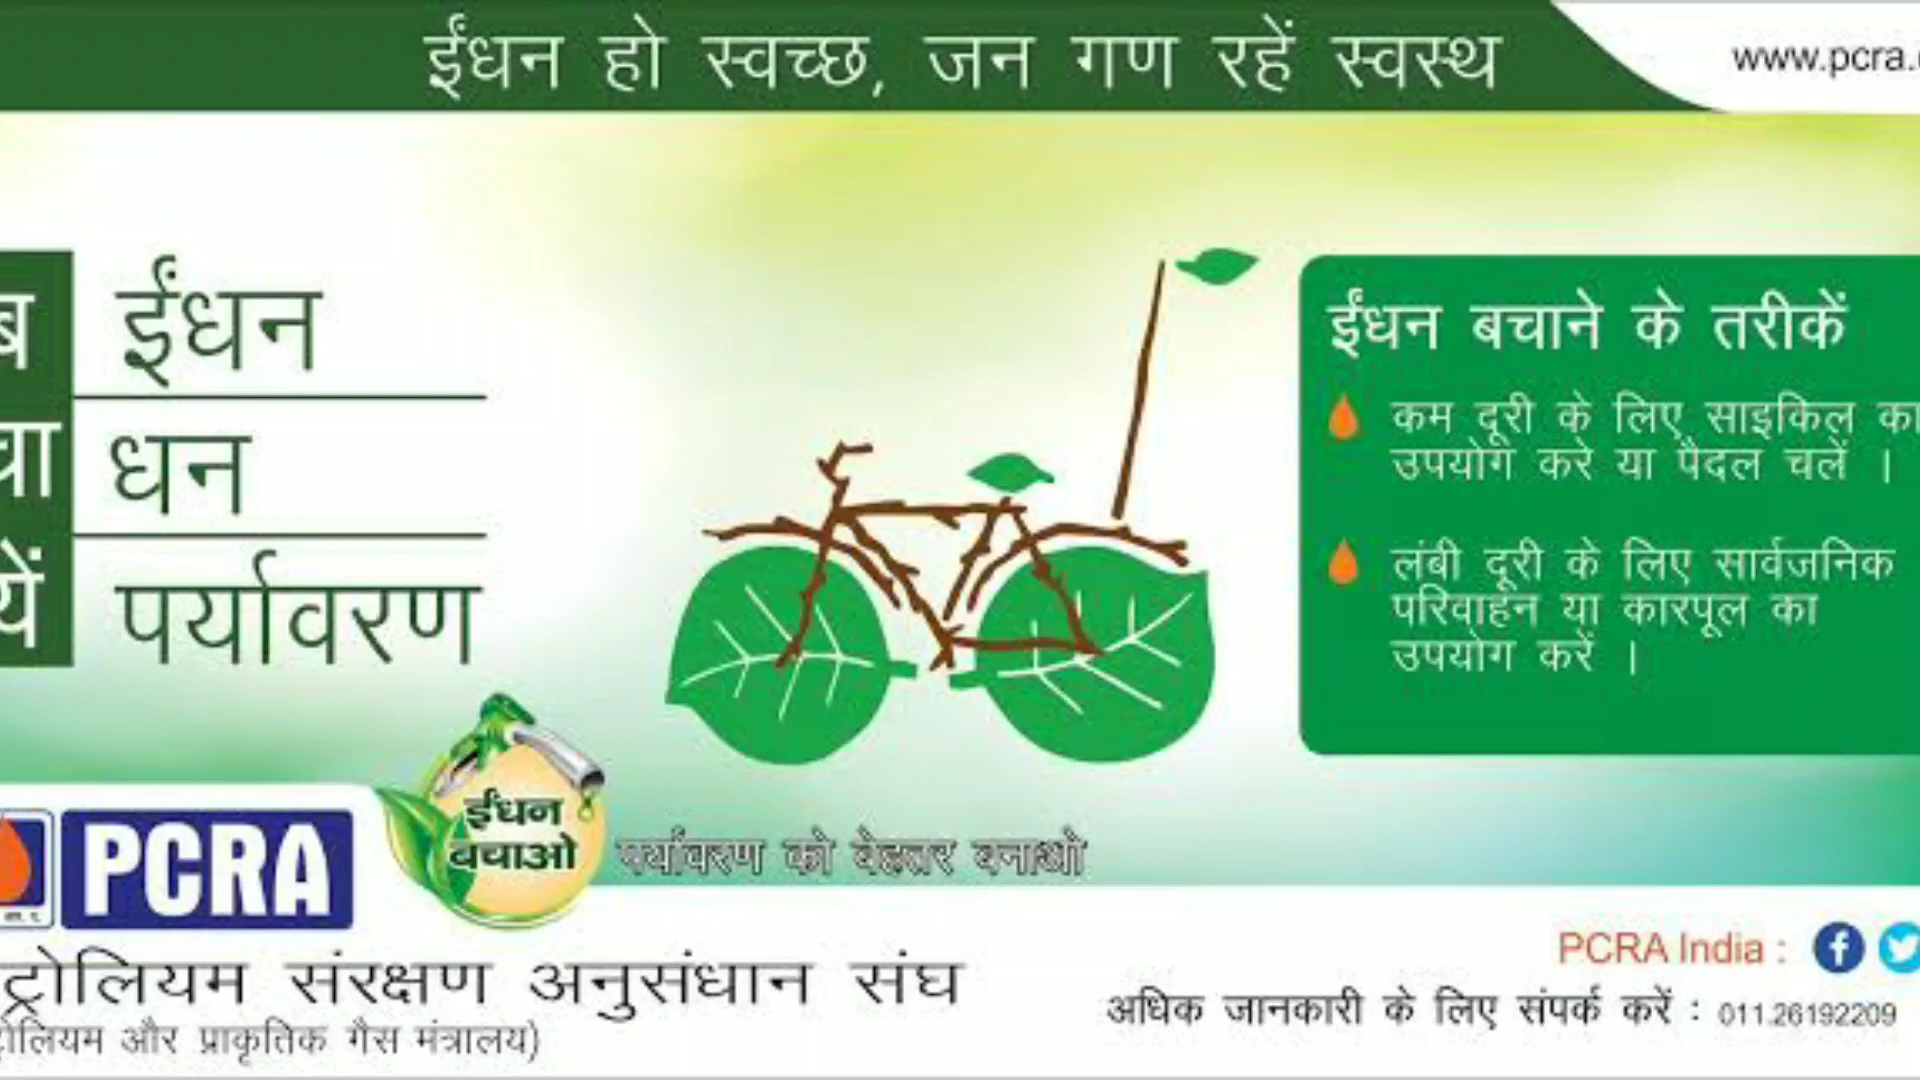 ईंधन हो स्वच्छ, जन गण रहें स्वस्थ
www.pcra.
ब ईंधन
चा धन
यें पर्यावरण
ईंधन बचाने के तरीकें
कम दूरी के लिए साइकिल का
उपयोग करे या पैदल चलें ।
लंबी दूरी के लिए सार्वजनिक
परिवाहन या कारपूल का
उपयोग करें ।
PCRA
ईंधन
बचाओ
पर्यावरण को बेहतर बनाओ
ट्रोलियम संरक्षण अनुसंधान संघ
ट्रोलियम और प्राकृतिक गैस मंत्रालय)
PCRA India :
अधिक जानकारी के लिए संपर्क करें : 011.26192209